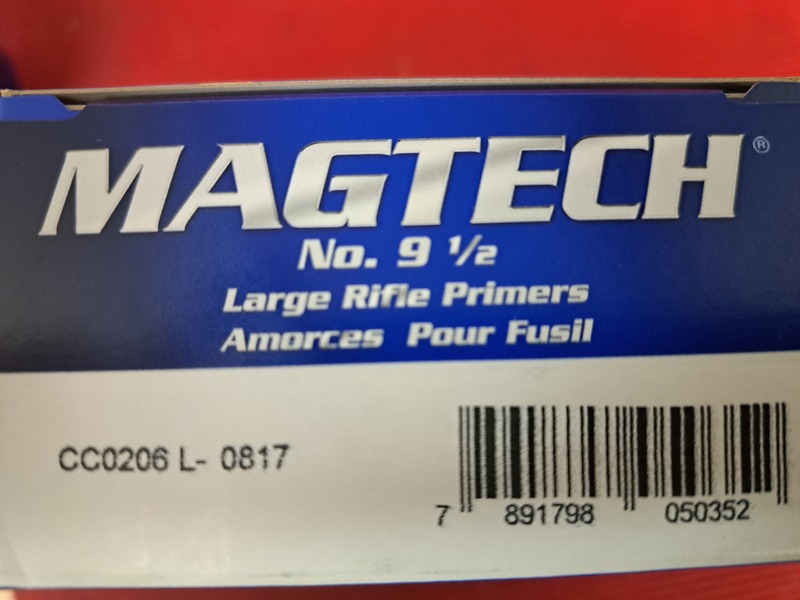 MAGTECH®
No. 9 ½
Large Rifle Primers
Amorces Pour Fusil
CC0206 L- 0817
7 891798 050352